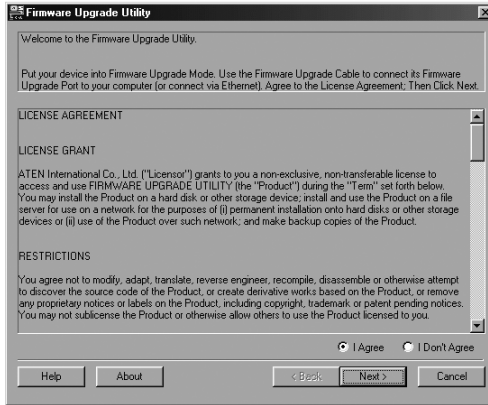 Firmware Upgrade Utility
Welcome to the Firmware Upgrade Utility.
Put your device into Firmware Upgrade Mode. Use the Firmware Upgrade Cable to connect its Firmware
Upgrade Port to your computer (or connect via Ethernet). Agree to the License Agreement; Then Click Next.
LICENSE AGREEMENT
LICENSE GRANT
ATEN International Co., Ltd. ("Licensor") grants to you a non-exclusive, non-transferable license to
access and use FIRMWARE UPGRADE UTILITY (the "Product") during the "Term" set forth below.
You may install the Product on a hard disk or other storage device; install and use the Product on a file
server for use on a network for the purposes of (i) permanent installation onto hard disks or other storage
devices or (ii) use of the Product over such network; and make backup copies of the Product.
RESTRICTIONS
You agree not to modify, adapt, translate, reverse engineer, recompile, disassemble or otherwise attempt
to discover the source code of the Product, or create derivative works based on the Product, or remove
any proprietary notices or labels on the Product, including copyright, trademark or patent pending notices.
You may not sublicense the Product or otherwise allow others to use the Product licensed to you.
I Agree I Don't Agree
Help About < Back Next > Cancel